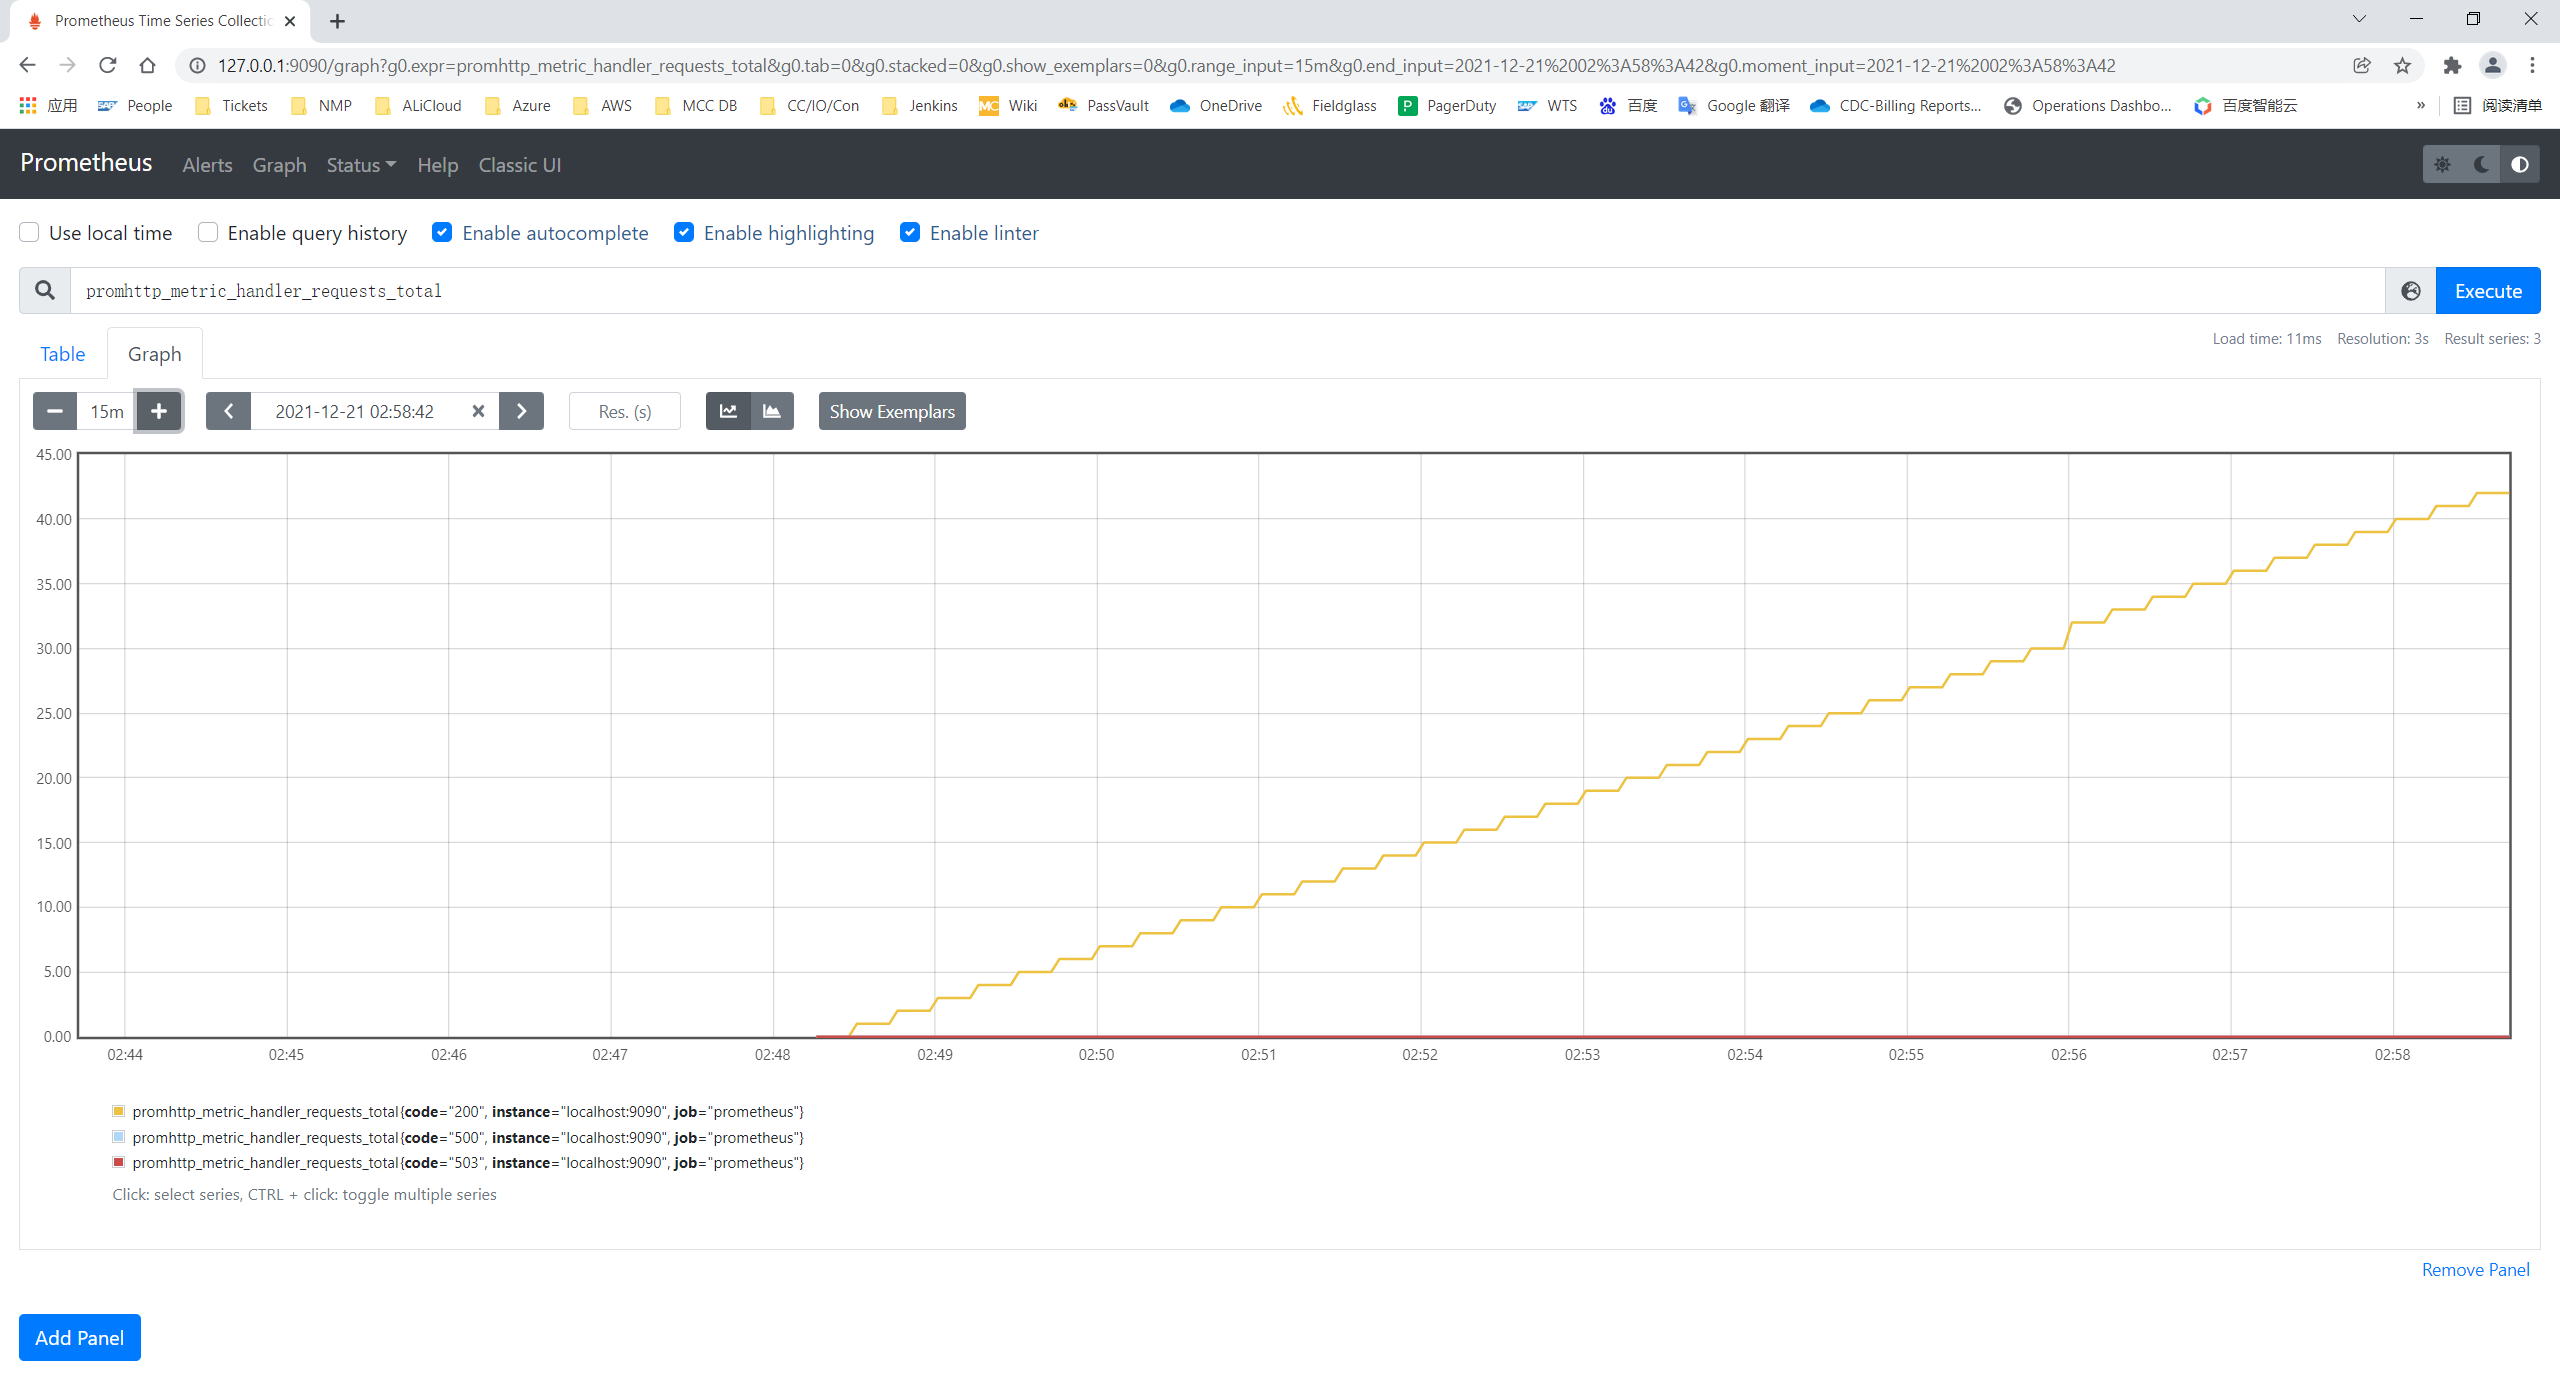 Prometheus Time Series Collectio
127.0.0.1:9090/graph?g0.expr=promhttp_metric_handler_requests_total&g0.tab=0&g0.stacked=0&g0.show_exemplars=0&g0.range_input=15m&g0.end_input=2021-12-21%2002%3A58%3A42&g0.moment_input=2021-12-21%2002%3A58%3A42
应用 People Tickets NMP ALiCloud Azure AWS MCC DB CC/IO/Con Jenkins MC Wiki PassVault OneDrive Fieldglass P PagerDuty WTS 百度 Google 翻译 CDC-Billing Reports... Operations Dashbo... 百度智能云 » 阅读清单
Prometheus Alerts Graph Status Help Classic UI
Use local time Enable query history Enable autocomplete Enable highlighting Enable linter
promhttp_metric_handler_requests_total Execute
Table Graph Load time: 11ms Resolution: 3s Result series: 3
15m 2021-12-21 02:58:42 Res. (s) Show Exemplars
45.00
40.00
35.00
30.00
25.00
20.00
15.00
10.00
5.00
0.00
02:44 02:45 02:46 02:47 02:48 02:49 02:50 02:51 02:52 02:53 02:54 02:55 02:56 02:57 02:58
promhttp_metric_handler_requests_total{code="200", instance="localhost:9090", job="prometheus"}
promhttp_metric_handler_requests_total{code="500", instance="localhost:9090", job="prometheus"}
promhttp_metric_handler_requests_total{code="503", instance="localhost:9090", job="prometheus"}
Click: select series, CTRL + click: toggle multiple series
Remove Panel
Add Panel